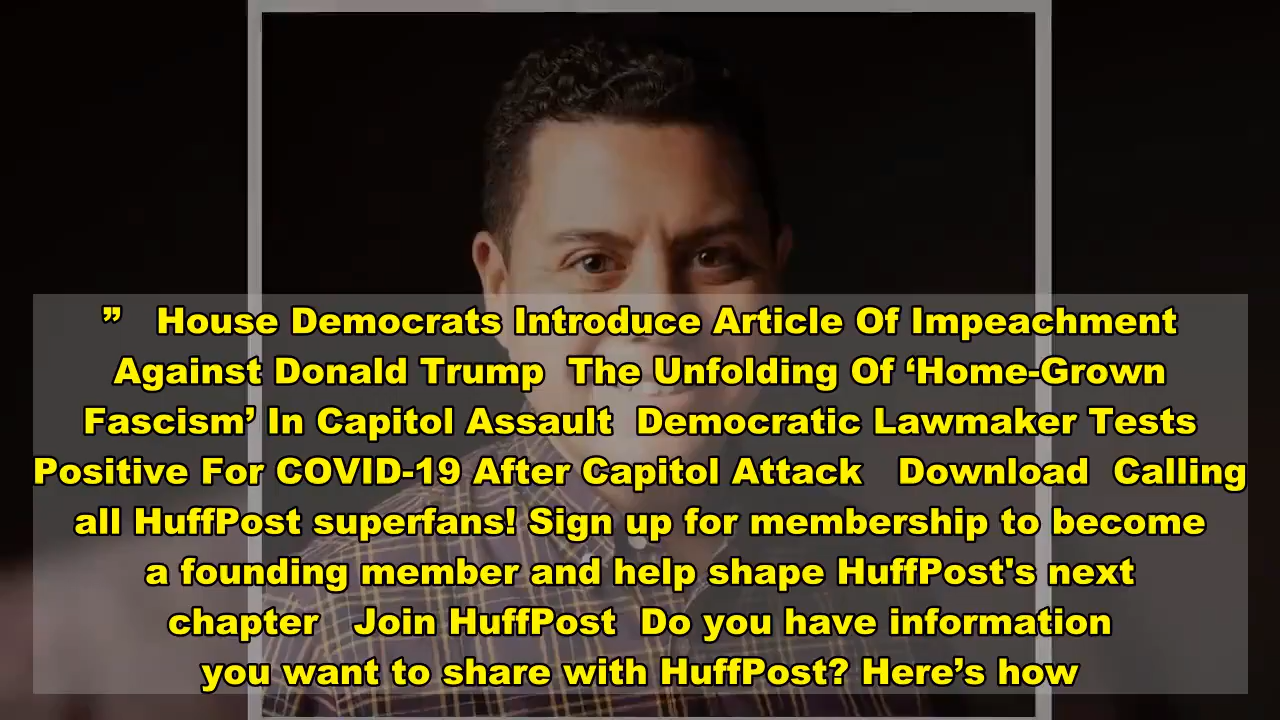 ”   House Democrats Introduce Article Of Impeachment
Against Donald Trump  The Unfolding Of ‘Home-Grown
Fascism’ In Capitol Assault  Democratic Lawmaker Tests
Positive For COVID-19 After Capitol Attack   Download  Calling
all HuffPost superfans! Sign up for membership to become
a founding member and help shape HuffPost's next
chapter   Join HuffPost  Do you have information
you want to share with HuffPost? Here’s how